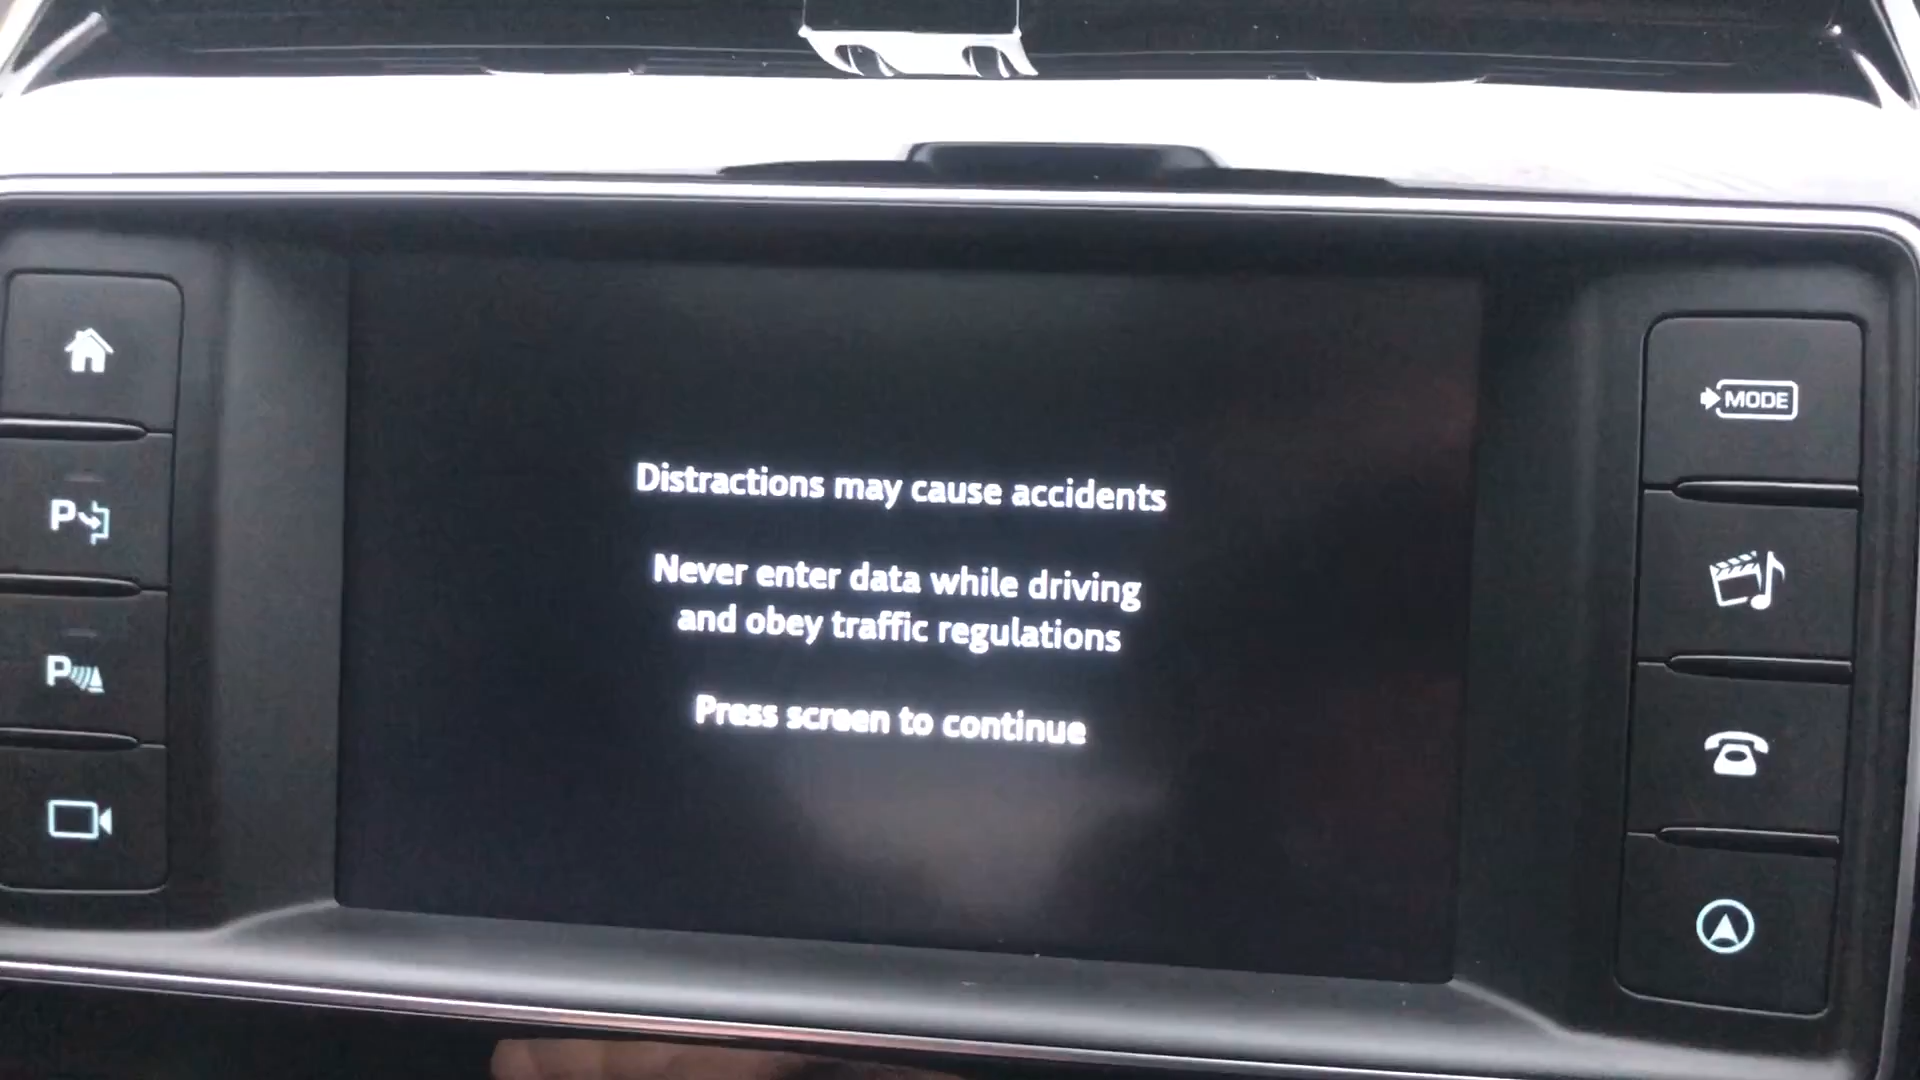 Distractions may cause accidents
Never enter data while driving
and obey traffic regulations
Press screen to continue
MODE
P
P